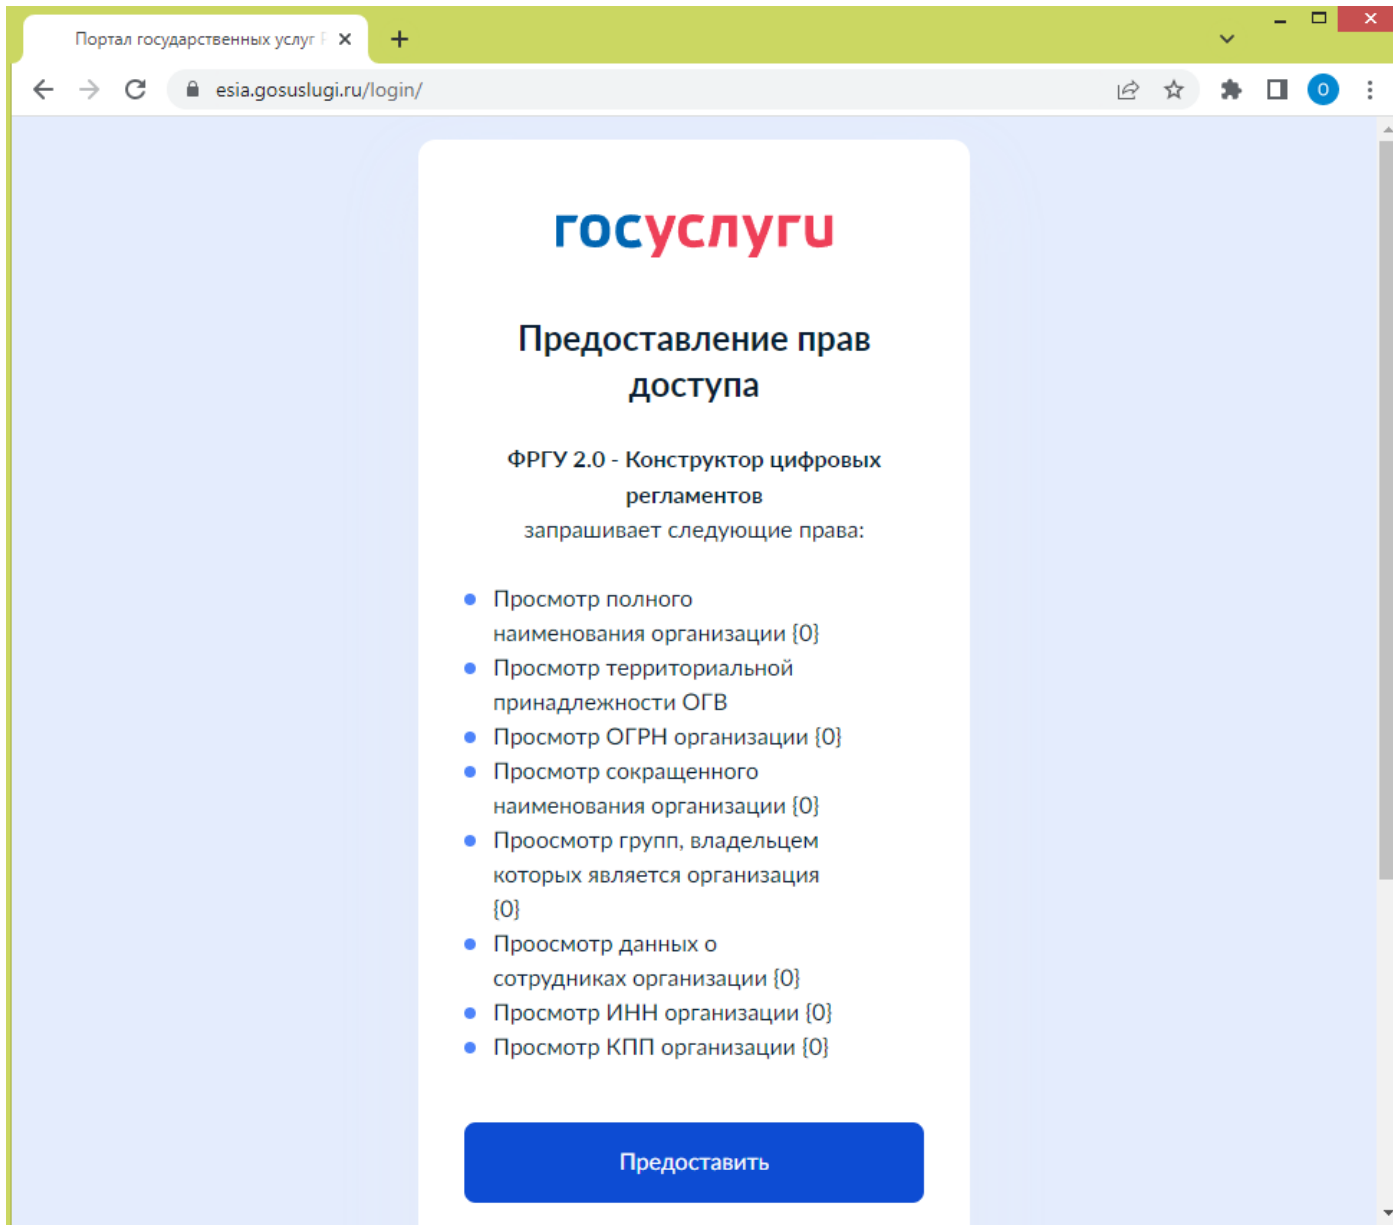 Портал государственных услуг
esia.gosuslugi.ru/login/
О
госуслуги
Предоставление прав
доступа
ФРГУ 2.0 - Конструктор цифровых
регламентов
запрашивает следующие права:
Просмотр полного
наименования организации {0}
Просмотр территориальной
принадлежности ОГВ
Просмотр ОГРН организации {0}
Просмотр сокращенного
наименования организации {0}
Проосмотр групп, владельцем
которых является организация
{0}
Проосмотр данных о
сотрудниках организации {0}
Просмотр ИНН организации {0}
Просмотр КПП организации {0}
Предоставить